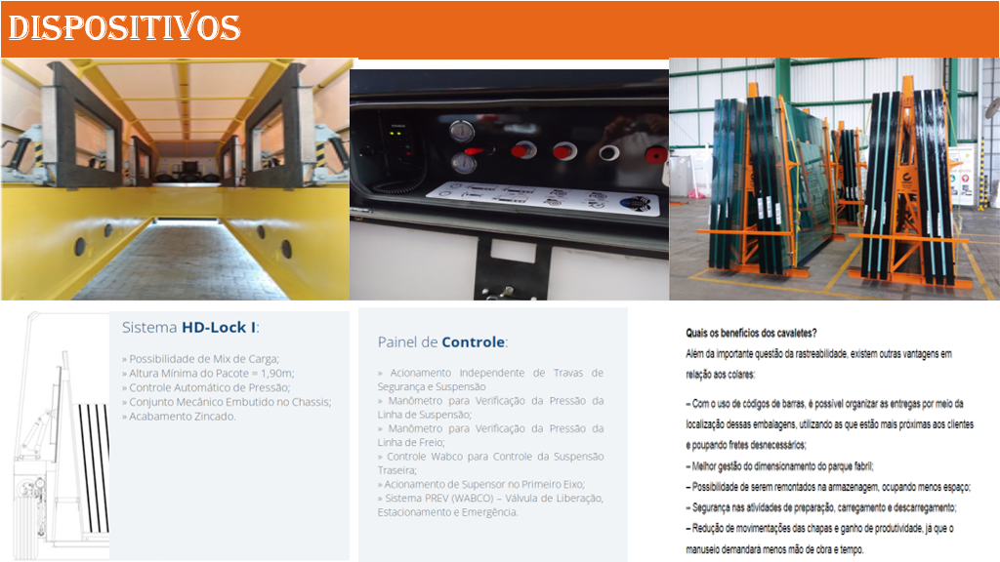 DISPOSITIVOS
Sistema HD-Lock I:
» Possibilidade de Mix de Carga;
» Altura Mínima do Pacote = 1,90m;
» Controle Automático de Pressão;
» Conjunto Mecânico Embutido no Chassis;
» Acabamento Zincado.
Painel de Controle:
» Acionamento Independente de Travas de
Segurança e Suspensão
» Manômetro para Verificação da Pressão da
Linha de Suspensão;
» Manômetro para Verificação da Pressão da
Linha de Freio;
» Controle Wabco para Controle da Suspensão
Traseira;
» Acionamento de Supensor no Primeiro Eixo;
» Sistema PREV (WABCO) – Válvula de Liberação,
Estacionamento e Emergência.
Quais os benefícios dos cavaletes?
Além da importante questão da rastreabilidade, existem outras vantagens em
relação aos colares:
– Com o uso de códigos de barras, é possível organizar as entregas por meio da
localização dessas embalagens, utilizando as que estão mais próximas aos clientes
e poupando fretes desnecessários;
– Melhor gestão do dimensionamento do parque fabril;
– Possibilidade de serem remontados na armazenagem, ocupando menos espaço;
– Segurança nas atividades de preparação, carregamento e descarregamento;
– Redução de movimentações das chapas e ganho de produtividade, já que o
manuseio demandará menos mão de obra e tempo.